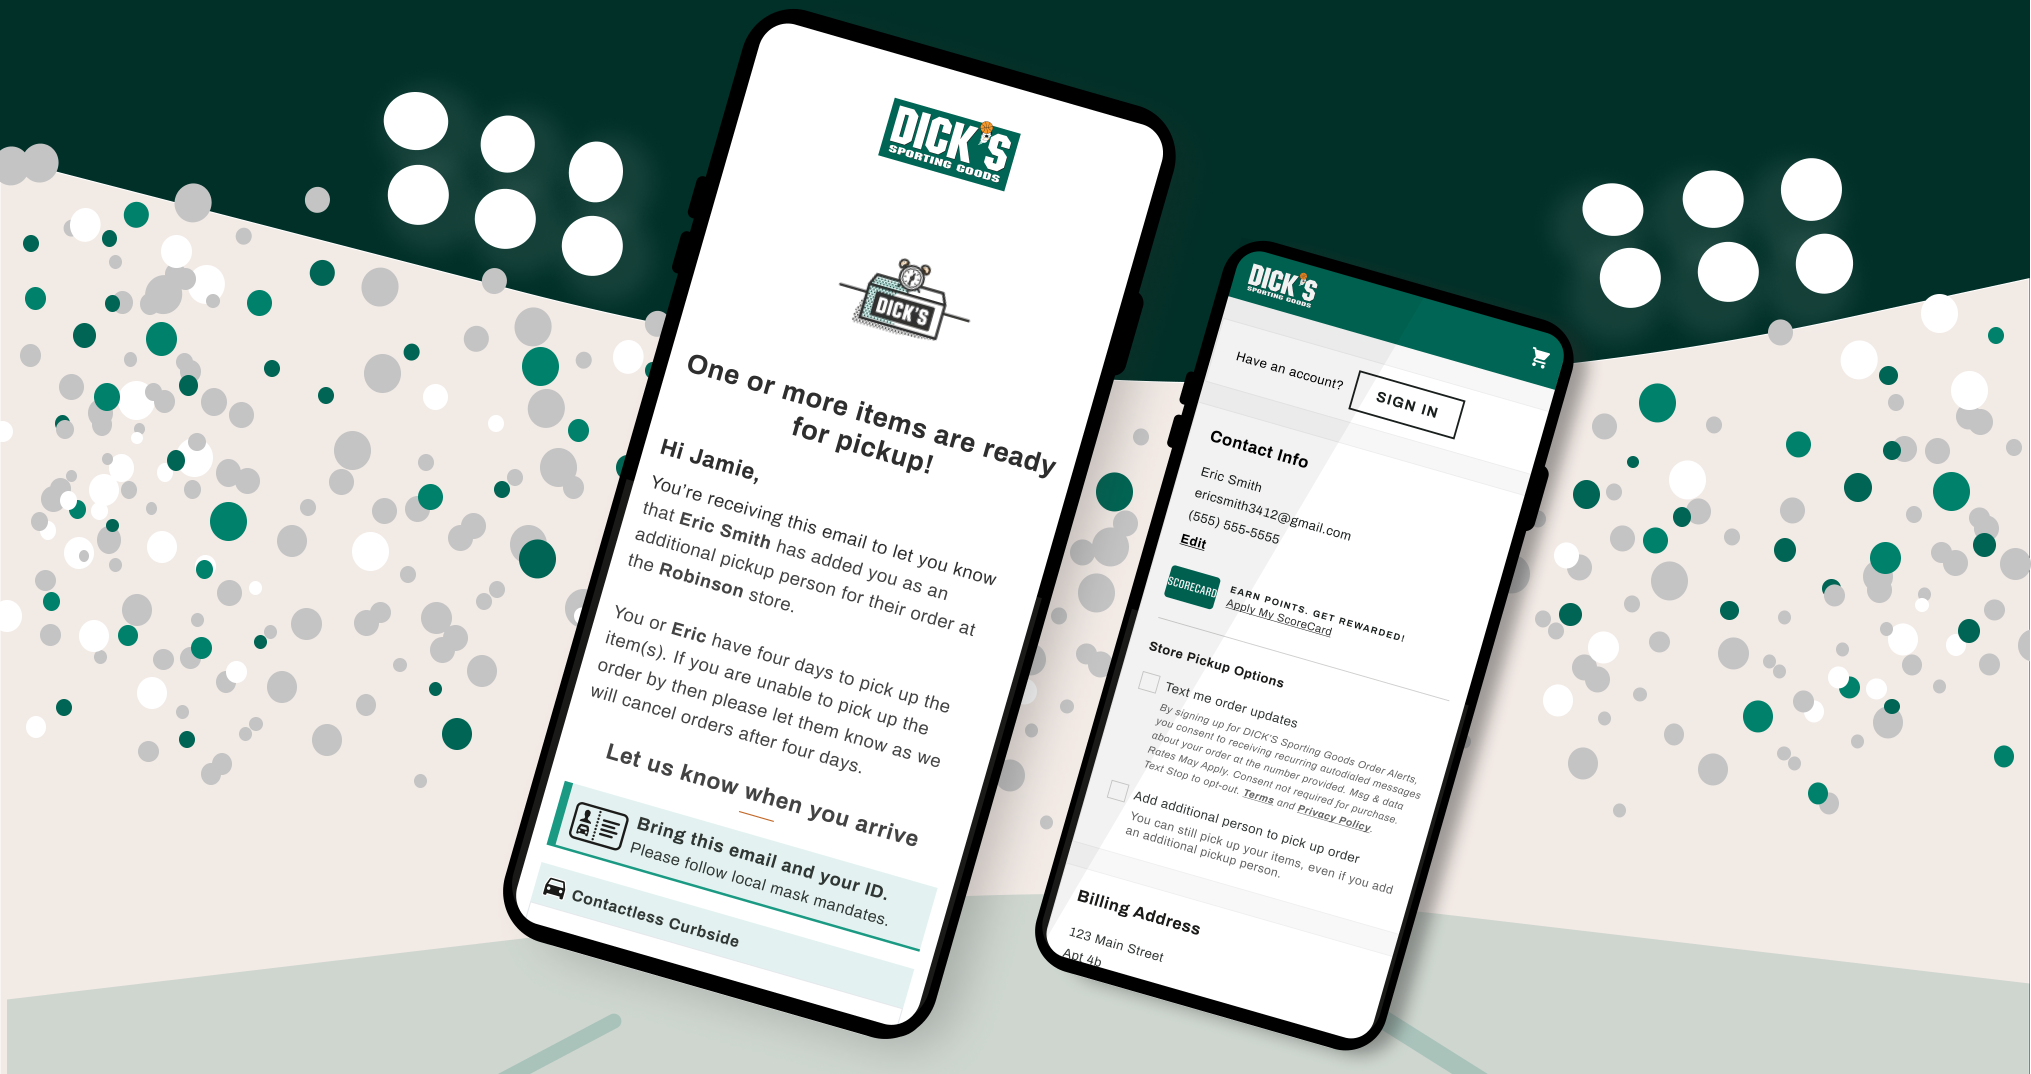 DICK'S
SPORTING GOODS
DICK'S
One or more items are ready
for pickup!
Hi Jamie,
You're receiving this email to let you know
that Eric Smith has added you as an
additional pickup person for their order at
the Robinson store.
You or Eric have four days to pick up the
item(s). If you are unable to pick up the
order by then please let them know as we
will cancel orders after four days.
Let us know when you arrive
Bring this email and your ID.
Please follow local mask mandates.
Contactless Curbside
DICK'S
SPORTING GOODS
Have an account?
SIGN IN
Contact Info
Eric Smith
ericsmith3412@gmail.com
(555) 555-5555
Edit
SCORECARD
EARN POINTS. GET REWARDED!
Apply My ScoreCard
Store Pickup Options
Text me order updates
By signing up for DICK'S Sporting Goods Order Alerts,
you consent to receiving recurring autodialed messages
about your order at the number provided. Msg & data
Rates May Apply. Consent not required for purchase.
Text Stop to opt-out. Terms and Privacy Policy.
Add additional person to pick up order
You can still pick up your items, even if you add
an additional pickup person.
Billing Address
123 Main Street
Apt 4b